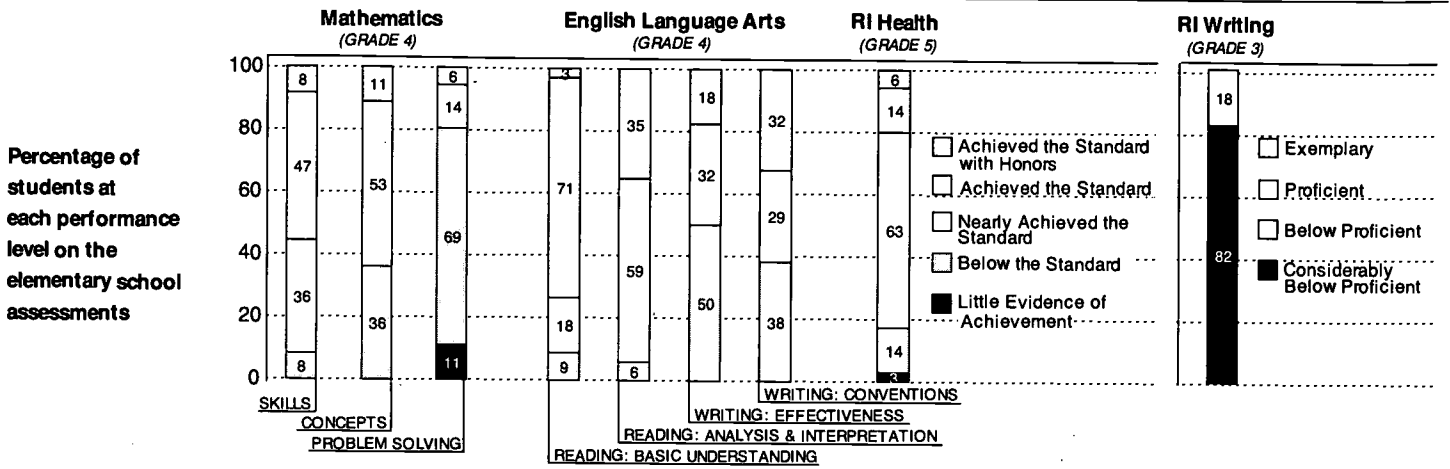 Mathematics
(GRADE 4)
English Language Arts
(GRADE 4)
RI Health
(GRADE 5)
RI Writing
(GRADE 3)
Percentage of
students at
each performance
level on the
elementary school
assessments
100
80
60
40
20
0
8
47
36
8
11
53
36
6
14
69
11
3
71
18
9
35
59
6
18
32
50
32
29
38
6
14
63
14
3
Achieved the Standard
with Honors
Achieved the Standard
Nearly Achieved the
Standard
Below the Standard
Little Evidence of
Achievement
18
82
Exemplary
Proficient
Below Proficient
Considerably
Below Proficient
SKILLS
CONCEPTS
PROBLEM SOLVING
WRITING: CONVENTIONS
WRITING: EFFECTIVENESS
READING: ANALYSIS & INTERPRETATION
READING: BASIC UNDERSTANDING